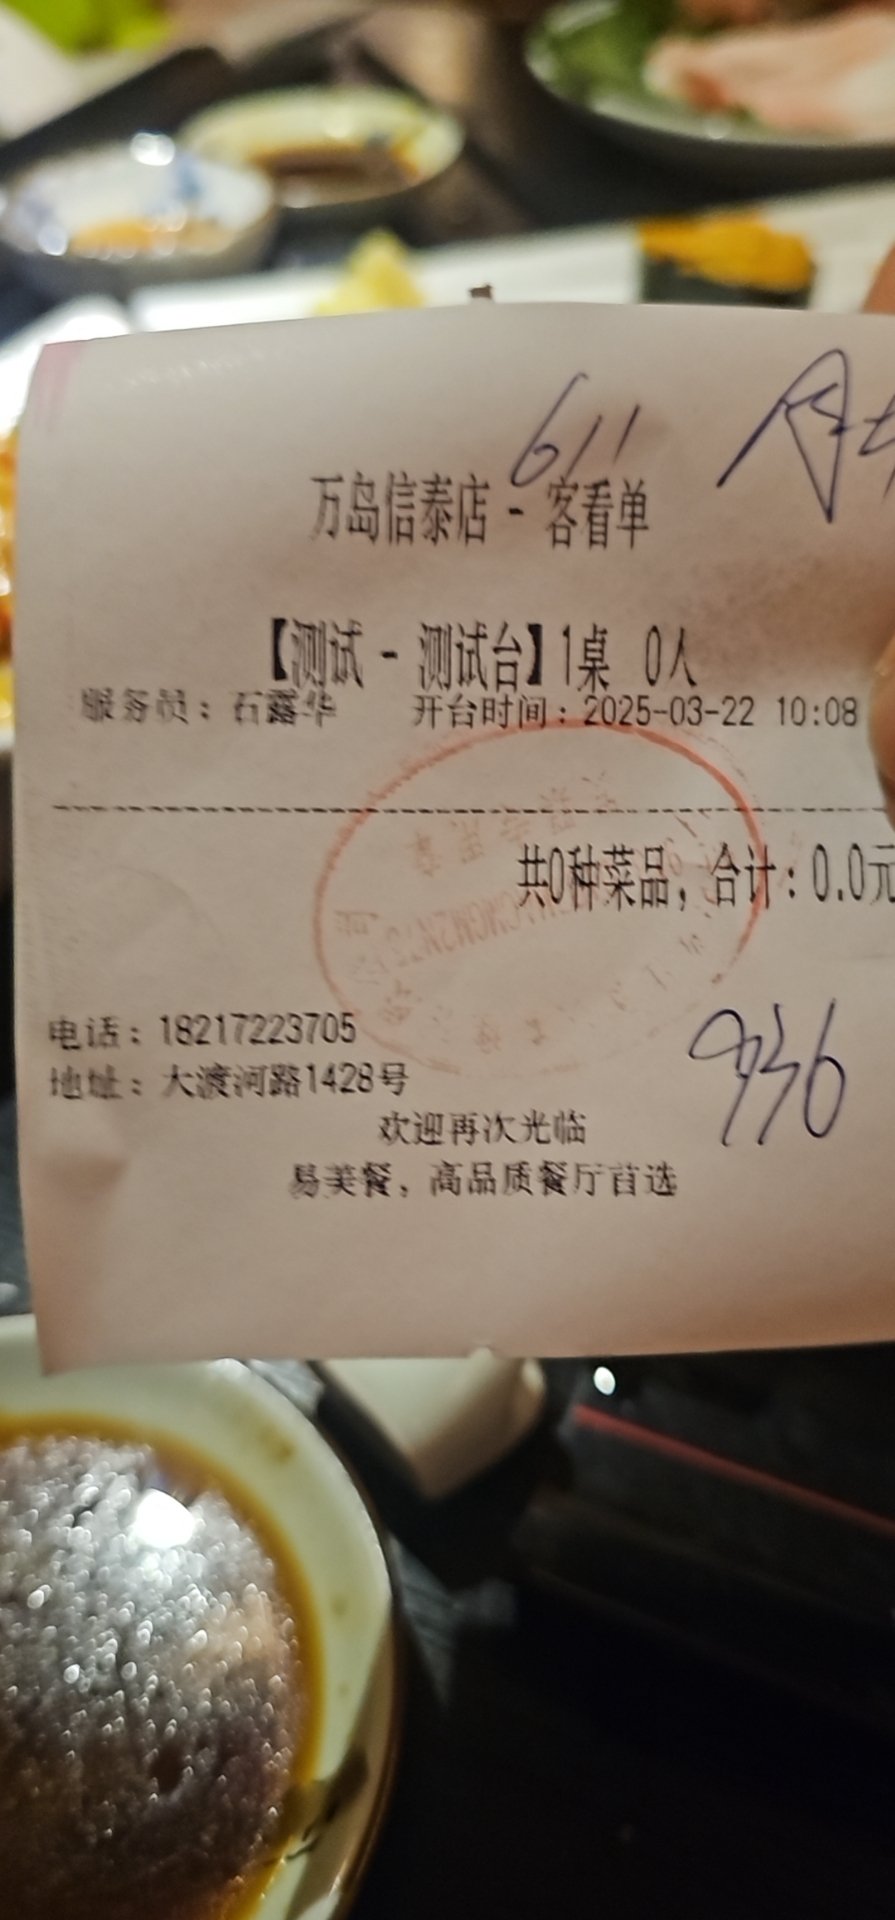 611 月
万岛信泰店 - 客看单
【测试 - 测试台】1桌 0人
服务员：石露华 开台时间：2025-03-22 10:08
共0种菜品，合计：0.0元
电话：18217223705
936
地址：大渡河路1428号
欢迎再次光临
易美餐，高品质餐厅首选